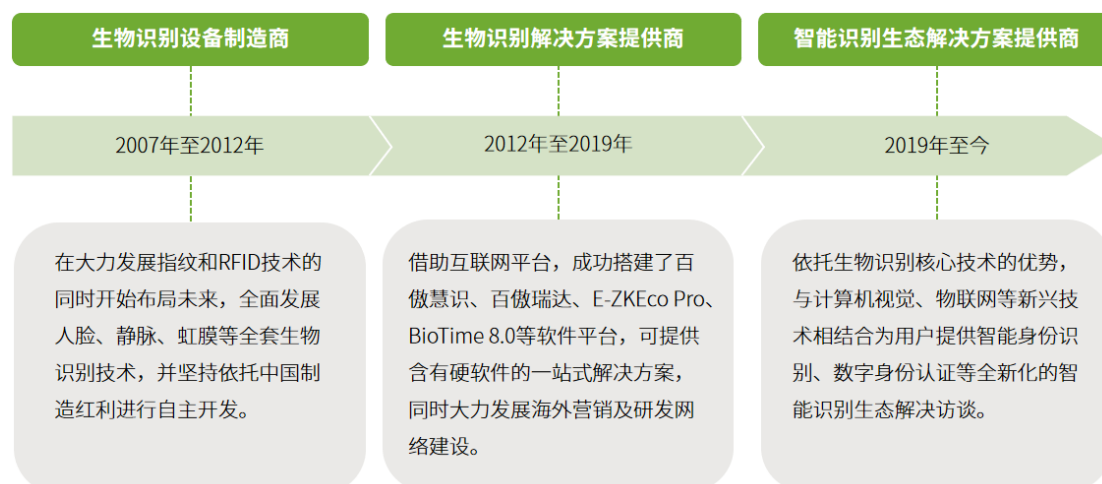 生物识别设备制造商
生物识别解决方案提供商
智能识别生态解决方案提供商
2007年至2012年
2012年至2019年
2019年至今
在大力发展指纹和RFID技术的
同时开始布局未来，全面发展
人脸、静脉、虹膜等全套生物
识别技术，并坚持依托中国制
造红利进行自主开发。
借助互联网平台，成功搭建了百
傲慧识、百傲瑞达、E-ZKEco Pro、
BioTime 8.0等软件平台，可提供
含有硬软件的一站式解决方案，
同时大力发展海外营销及研发网
络建设。
依托生物识别核心技术的优势，
与计算机视觉、物联网等新兴技
术相结合为用户提供智能身份识
别、数字身份认证等全新化的智
能识别生态解决访谈。